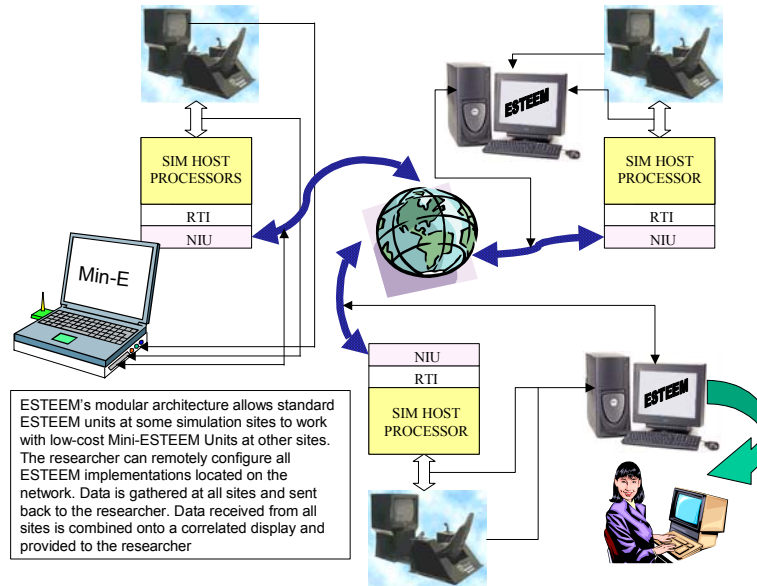 ESTEEM
SIM HOST
PROCESSORS
RTI
NIU
SIM HOST
PROCESSOR
RTI
NIU
Min-E
NIU
RTI
SIM HOST
PROCESSOR
ESTEEM
ESTEEM's modular architecture allows standard
ESTEEM units at some simulation sites to work
with low-cost Mini-ESTEEM Units at other sites.
The researcher can remotely configure all
ESTEEM implementations located on the
network. Data is gathered at all sites and sent
back to the researcher. Data received from all
sites is combined onto a correlated display and
provided to the researcher